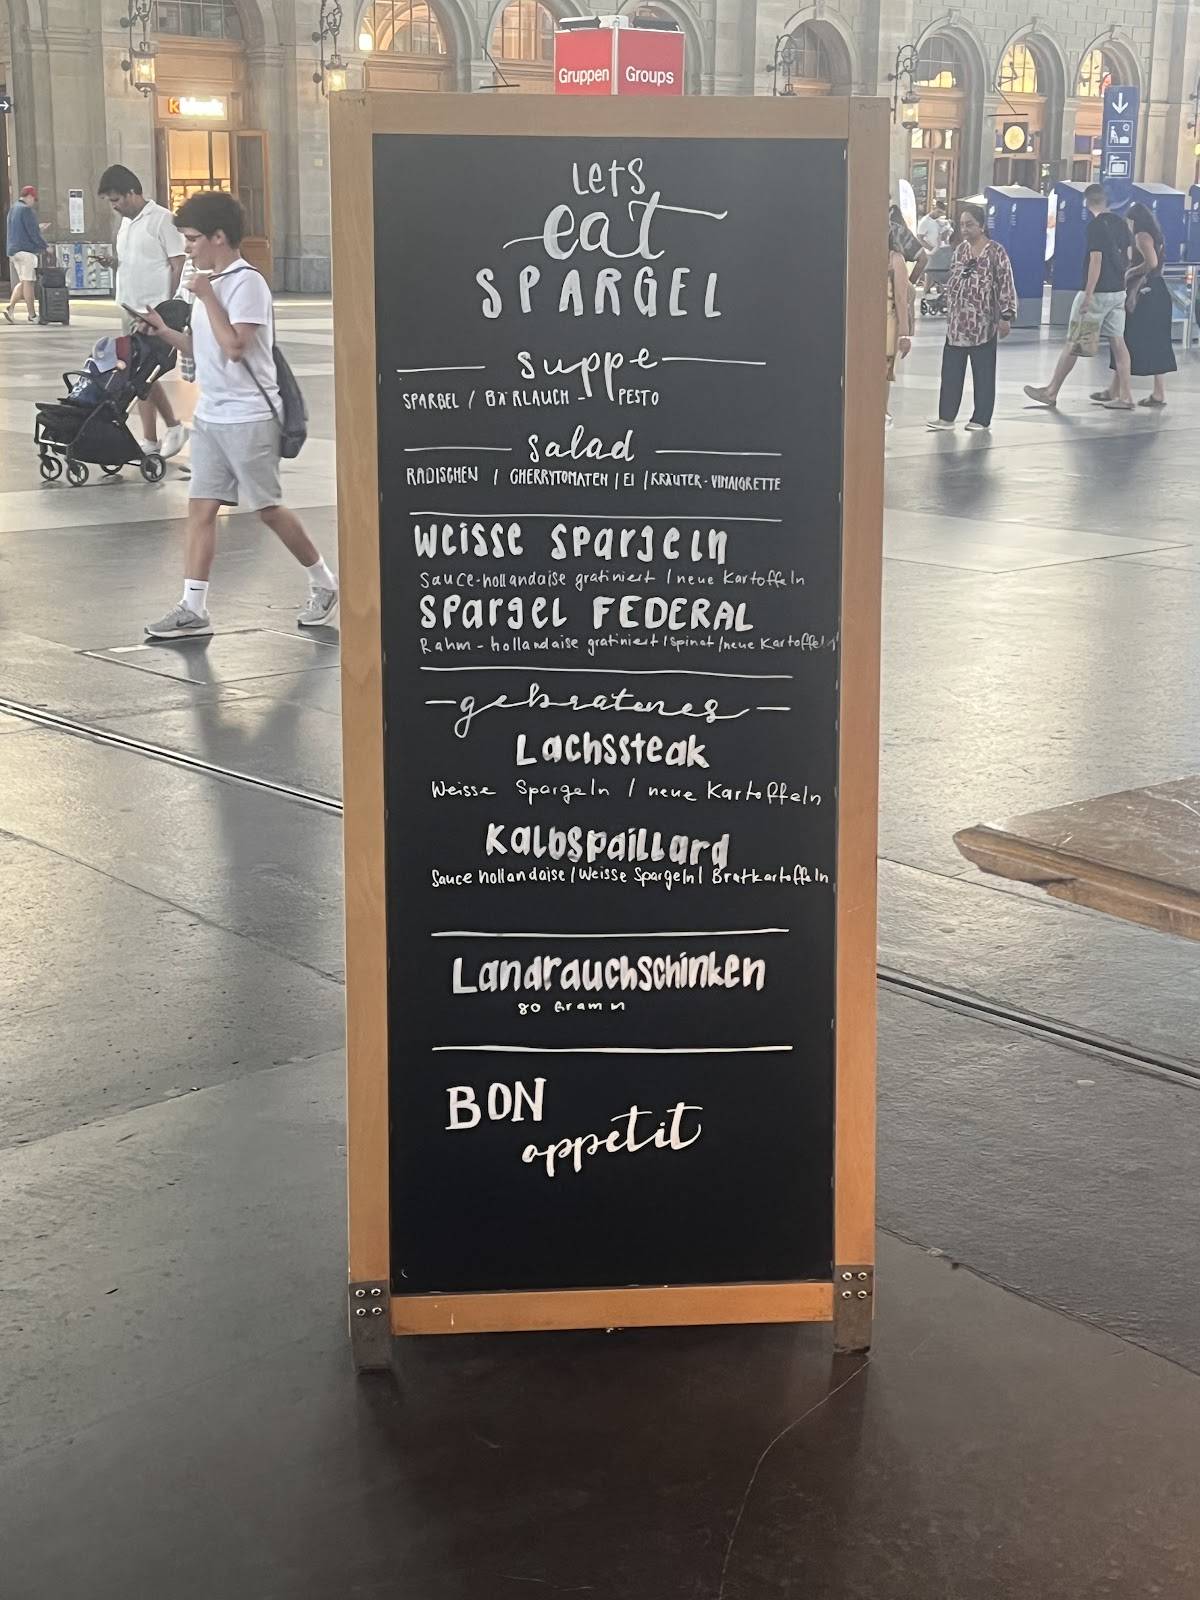 Gruppen
Groups
Lets
eat
SPARGEL
suppe
SPARGEL / BÄRLAUCH - PESTO
salad
RADISCHEN / CHERRYTOMATEN / EI / KRÄUTER-VINAIGRETTE
Weisse Spargeln
Sauce-hollandaise gratiniert / neue Kartoffeln
Spargel FEDERAL
Rahm-hollandaise gratiniert / Spinat / neue Kartoffeln
gebratenes
Lachssteak
Weisse Spargeln / neue Kartoffeln
Kalbspaillard
Sauce hollandaise / Weisse Spargeln / Bratkartoffeln
Landrauchschinken
80 Gramm
BON
appetit